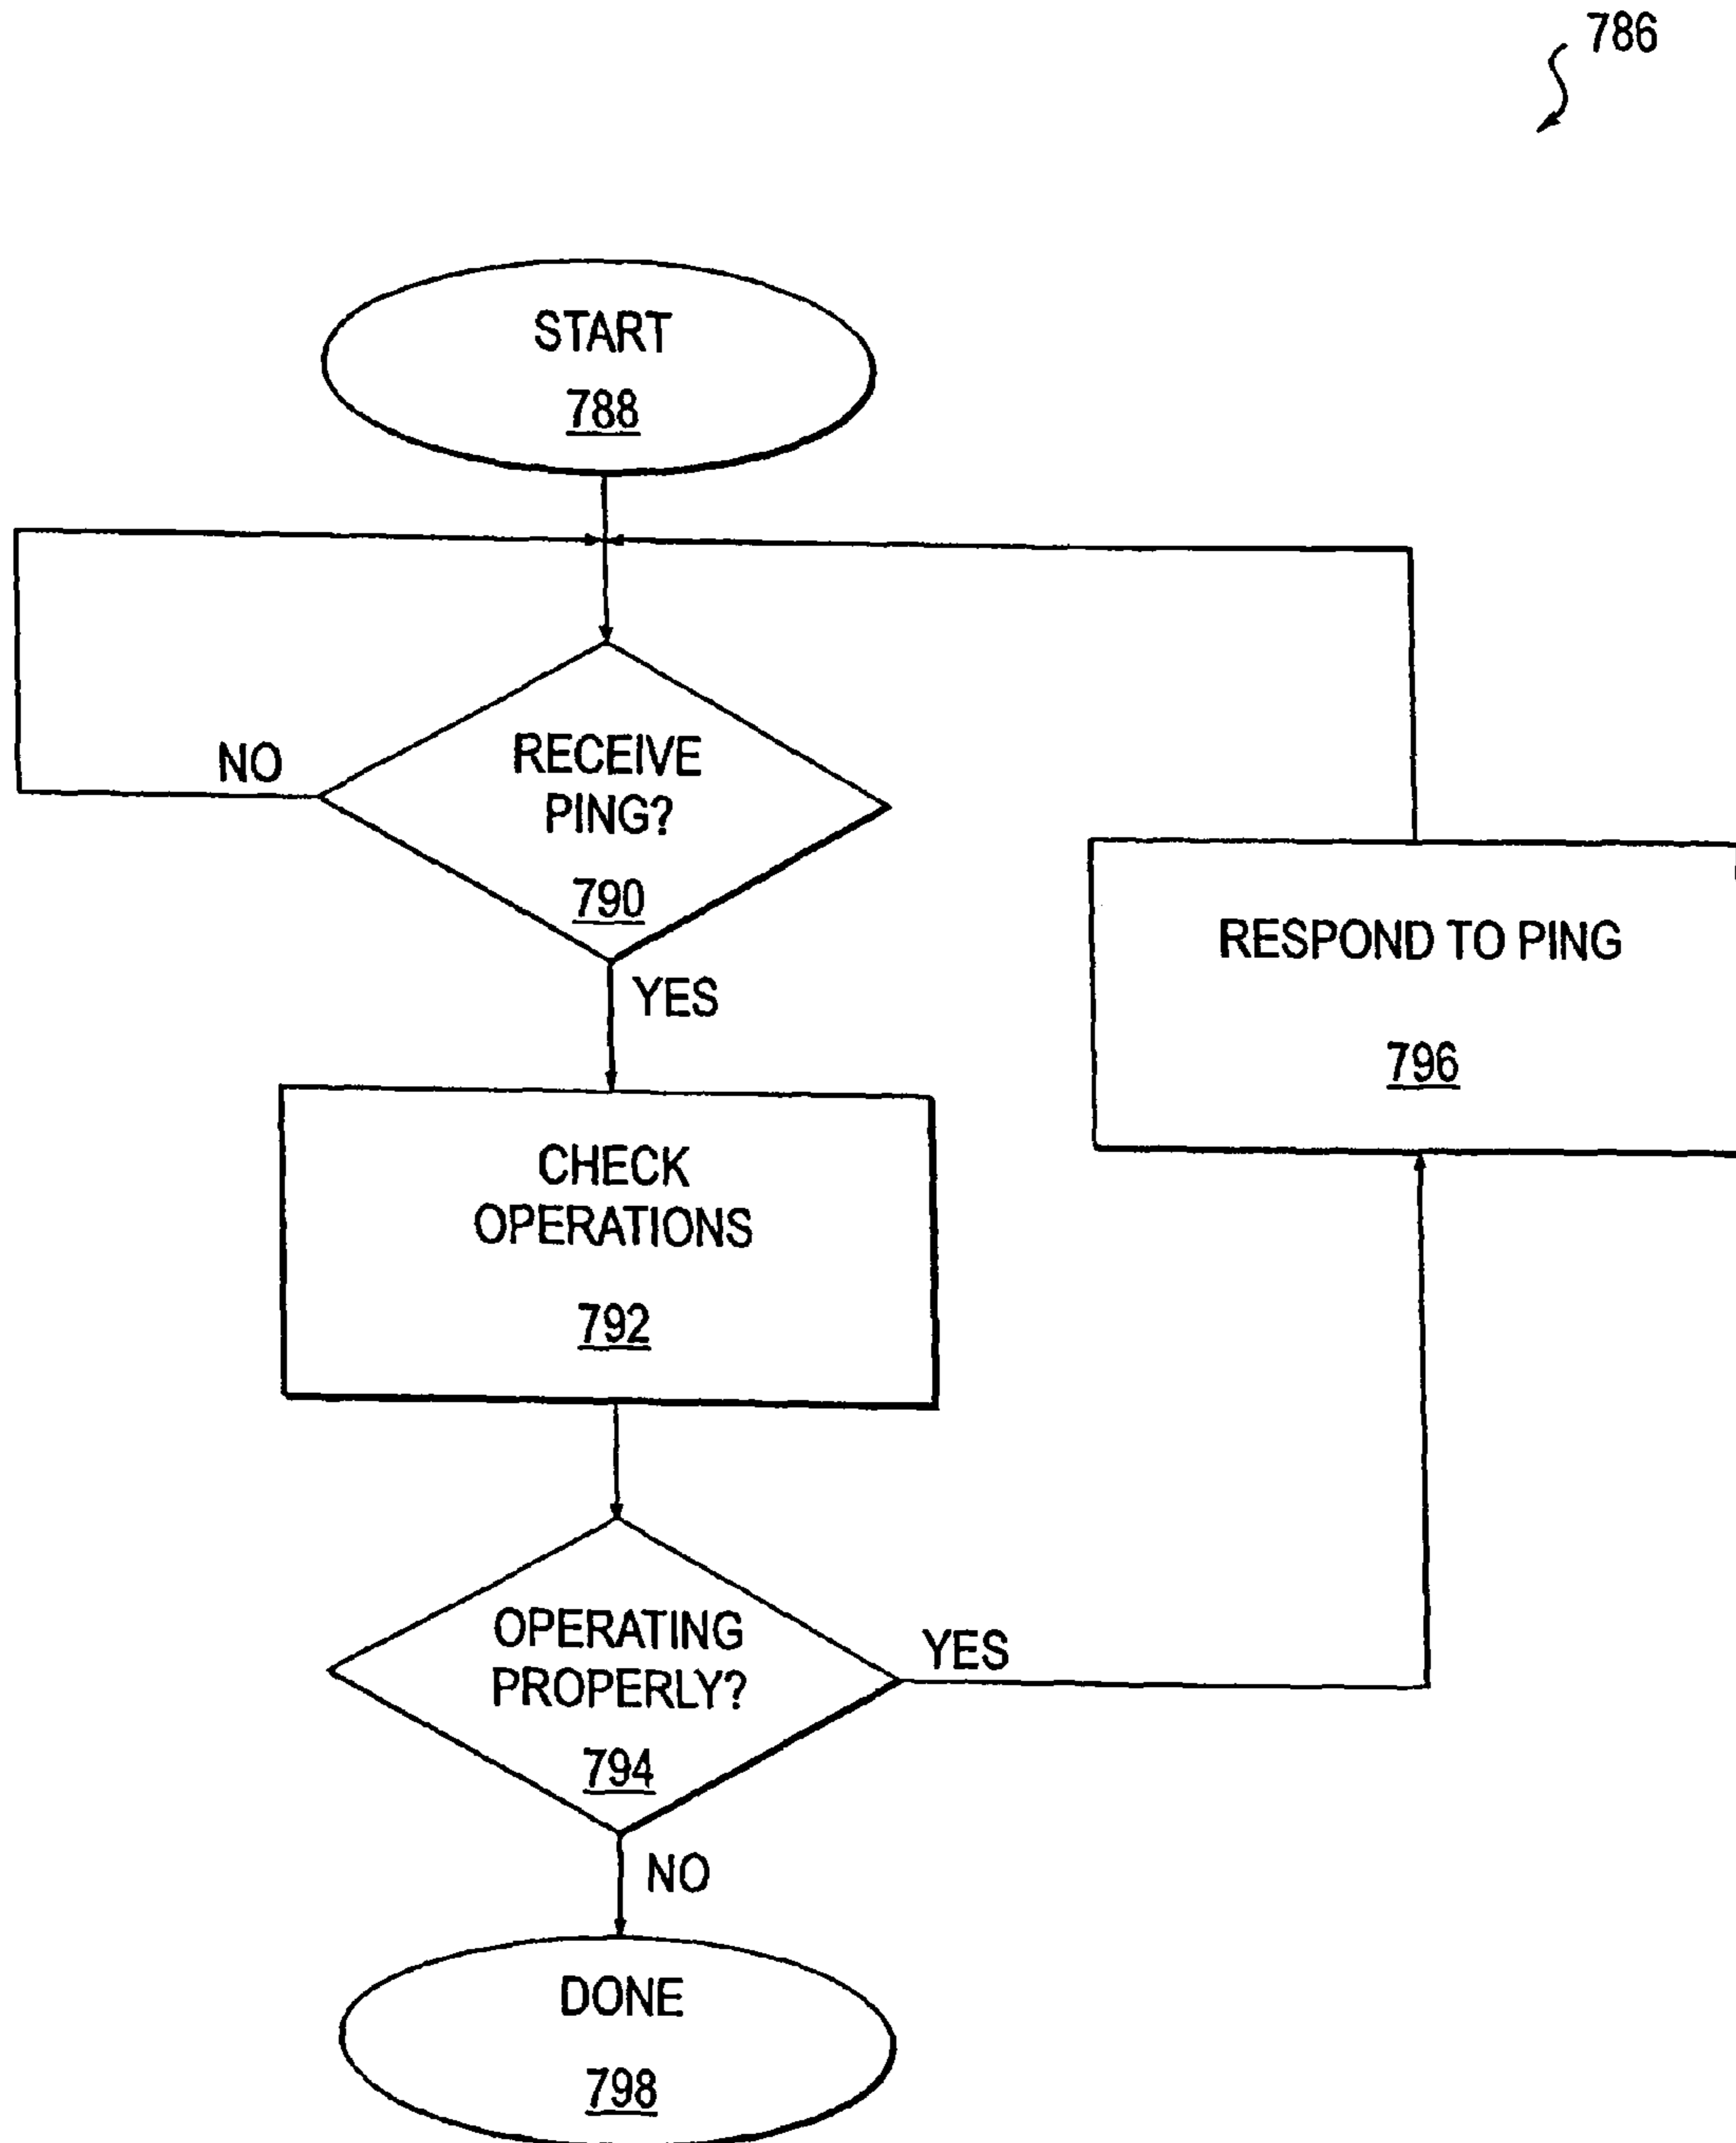 786
START
788
NO
RECEIVE
PING?
790
YES
RESPOND TO PING
796
CHECK
OPERATIONS
792
OPERATING
PROPERLY?
794
YES
NO
DONE
798